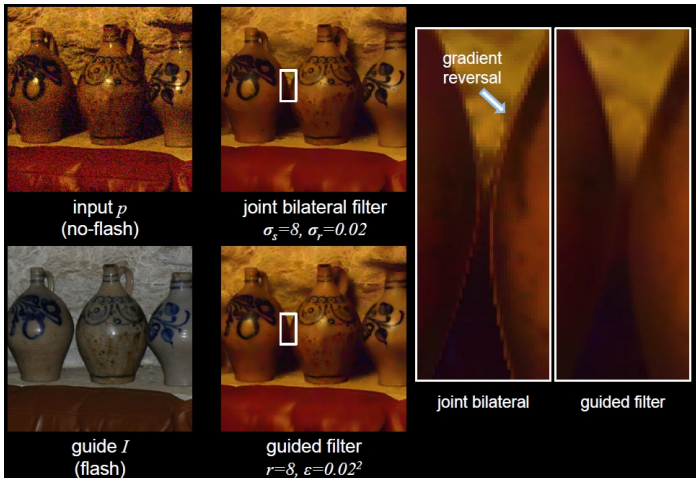 input p
(no-flash)
joint bilateral filter
σₛ=8, σᵣ=0.02
gradient
reversal
guide I
(flash)
guided filter
r=8, ε=0.02²
joint bilateral
guided filter